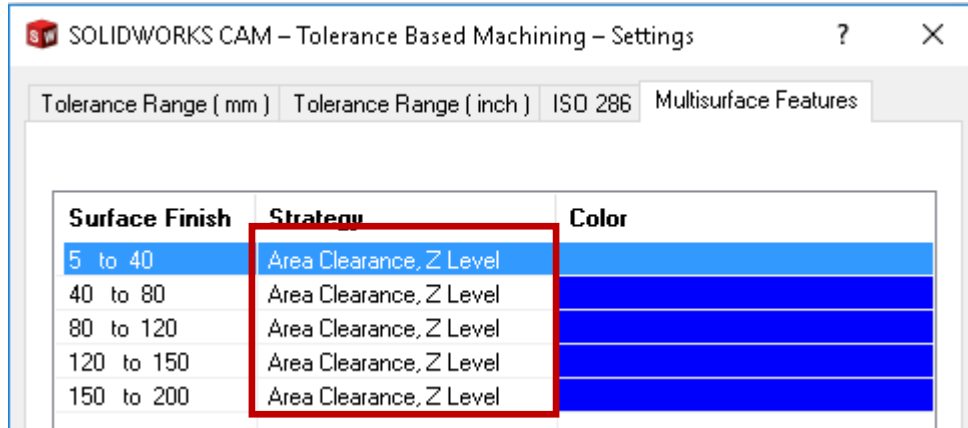 SW SOLIDWORKS CAM – Tolerance Based Machining – Settings ? ×
Tolerance Range ( mm ) Tolerance Range ( inch ) ISO 286 Multisurface Features
Surface Finish Strategy Color
5 to 40 Area Clearance, Z Level
40 to 80 Area Clearance, Z Level
80 to 120 Area Clearance, Z Level
120 to 150 Area Clearance, Z Level
150 to 200 Area Clearance, Z Level